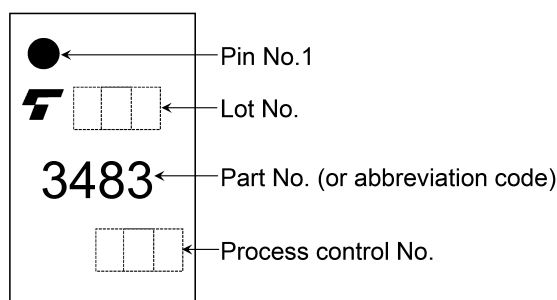 Pin No.1
Lot No.
3483 Part No. (or abbreviation code)
Process control No.